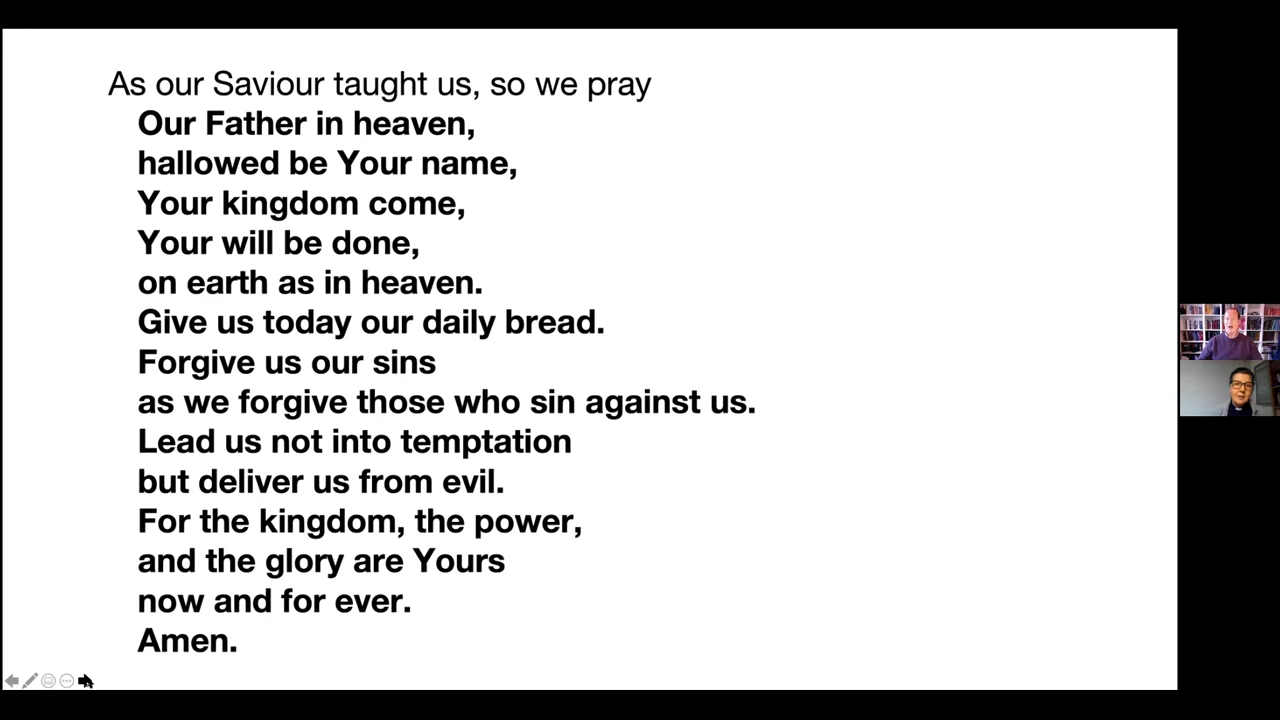 As our Saviour taught us, so we pray
Our Father in heaven,
hallowed be Your name,
Your kingdom come,
Your will be done,
on earth as in heaven.
Give us today our daily bread.
Forgive us our sins
as we forgive those who sin against us.
Lead us not into temptation
but deliver us from evil.
For the kingdom, the power,
and the glory are Yours
now and for ever.
Amen.